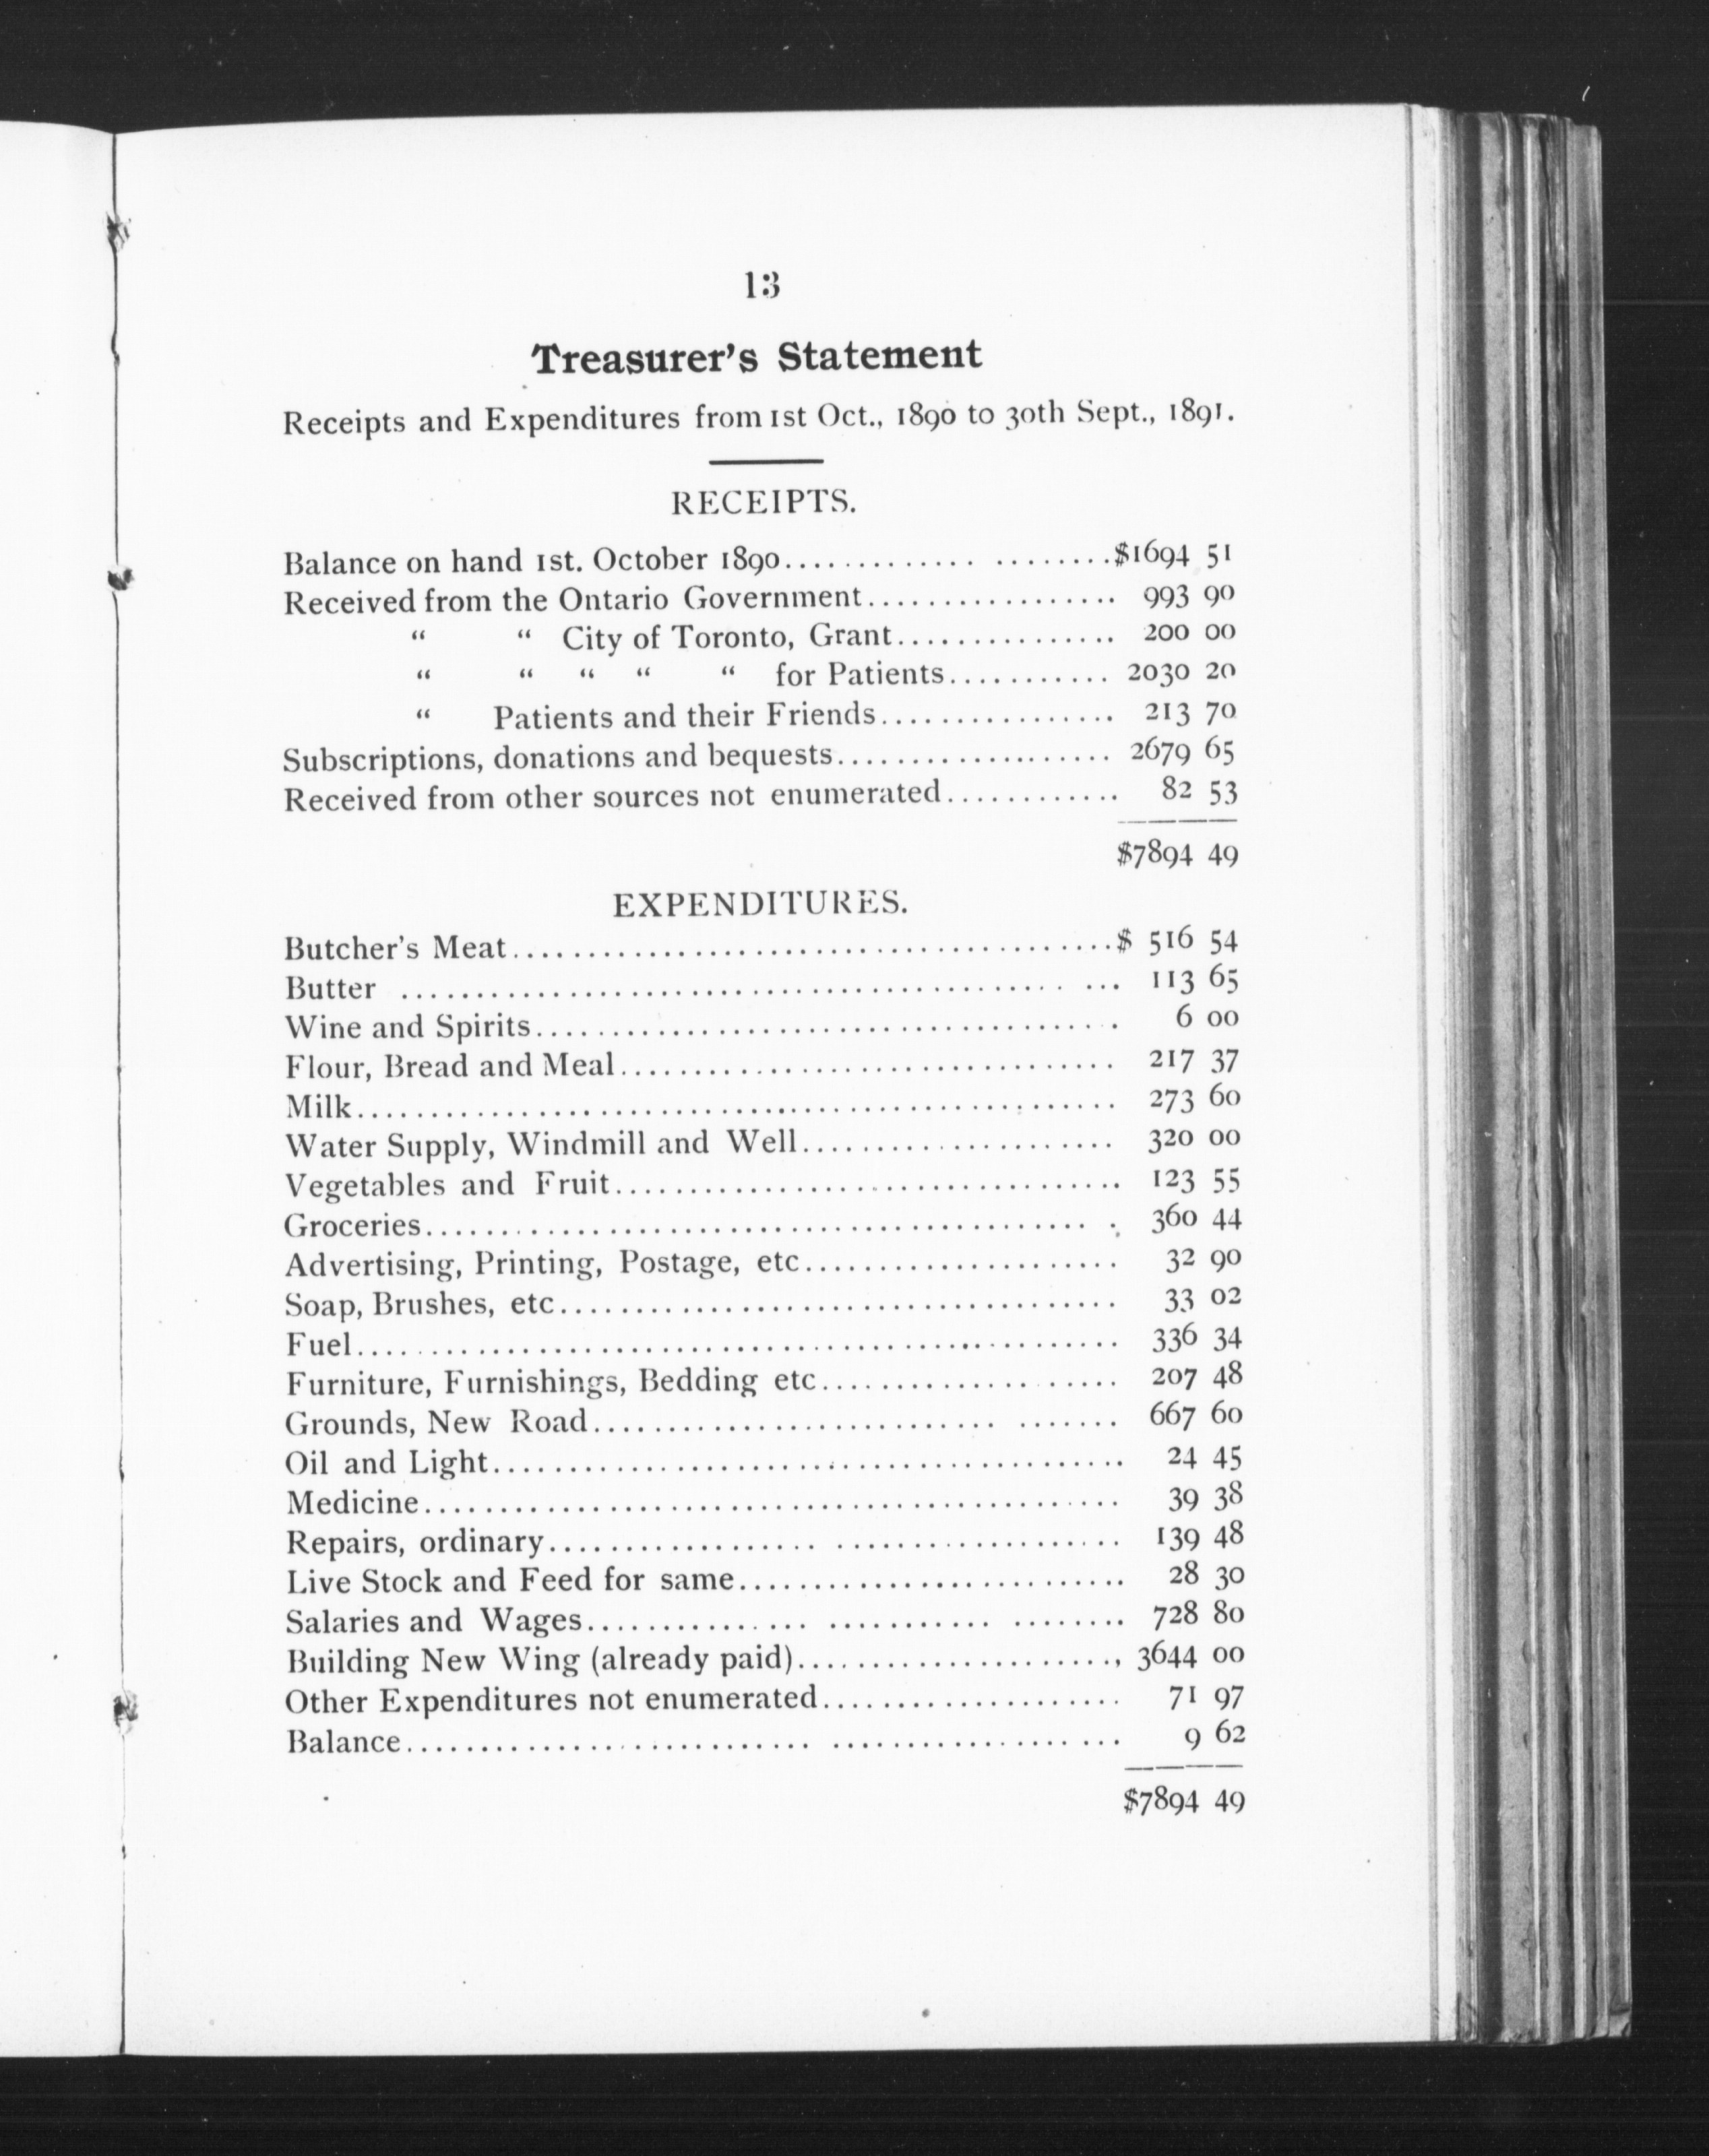 13
Treasurer's Statement
Receipts and Expenditures from 1st Oct., 1890 to 30th Sept., 1891.
RECEIPTS.
Balance on hand 1st. October 1890.................... $1694 51
Received from the Ontario Government................. 993 90
“ “ City of Toronto, Grant............... 200 00
“ “ “ “ “ for Patients........... 2030 20
“ Patients and their Friends................ 213 70
Subscriptions, donations and bequests................... 2679 65
Received from other sources not enumerated............ 82 53
$7894 49
EXPENDITURES.
Butcher's Meat........................................$ 516 54
Butter ............................................... 113 65
Wine and Spirits....................................... 6 00
Flour, Bread and Meal................................. 217 37
Milk................................................... 273 60
Water Supply, Windmill and Well..................... 320 00
Vegetables and Fruit.................................. 123 55
Groceries............................................. 360 44
Advertising, Printing, Postage, etc..................... 32 90
Soap, Brushes, etc..................................... 33 02
Fuel................................................... 336 34
Furniture, Furnishings, Bedding etc.................... 207 48
Grounds, New Road.................................. 667 60
Oil and Light.......................................... 24 45
Medicine.............................................. 39 38
Repairs, ordinary..................................... 139 48
Live Stock and Feed for same.......................... 28 30
Salaries and Wages.................................. 728 80
Building New Wing (already paid)......................, 3644 00
Other Expenditures not enumerated.................... 71 97
Balance............................................... 9 62
$7894 49